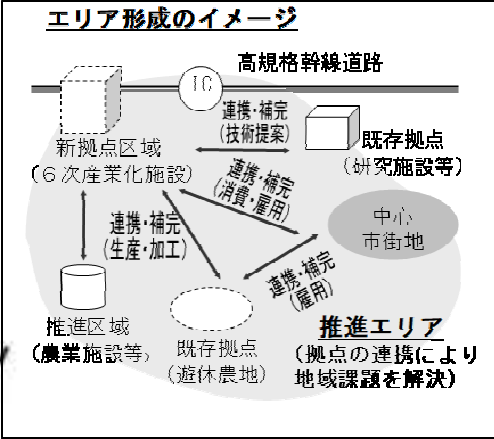 エリア形成のイメージ
高規格幹線道路
IC
連携・補完
(技術提案)
既存拠点
(研究施設等)
新拠点区域
(6次産業化施設)
連携・補完
(消費・雇用)
中心
市街地
連携・補完
(生産・加工)
連携・補完
(雇用)
推進区域
(農業施設等)
既存拠点
(遊休農地)
推進エリア
(拠点の連携により
地域課題を解決)